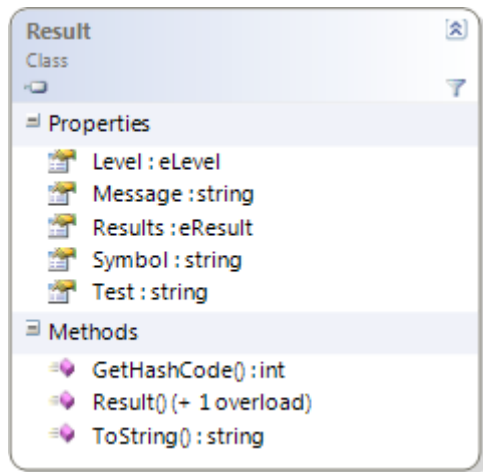 Result
Class
Properties
Level : eLevel
Message : string
Results : eResult
Symbol : string
Test : string
Methods
GetHashCode() : int
Result() (+ 1 overload)
ToString() : string